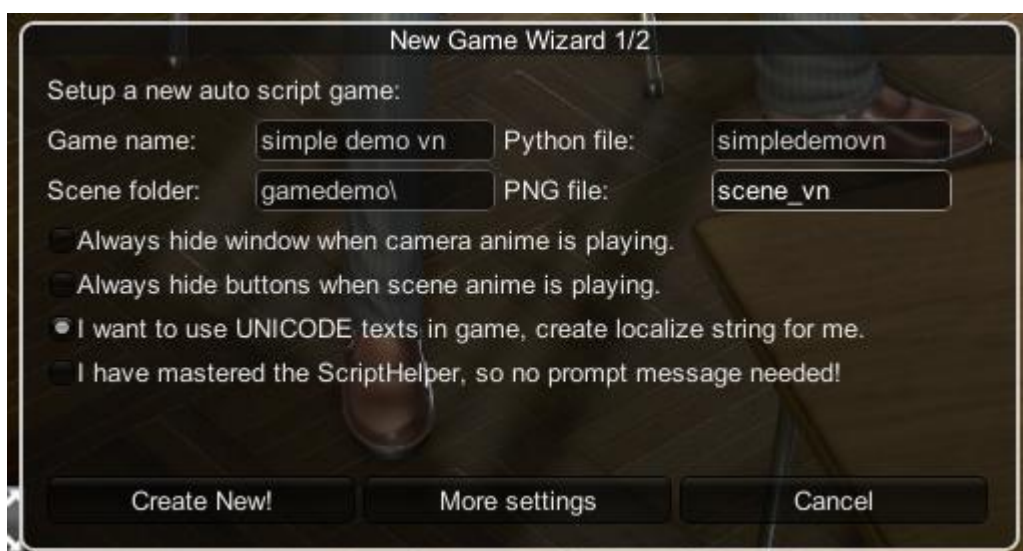 New Game Wizard 1/2
Setup a new auto script game:
Game name: simple demo vn Python file: simpledemovn
Scene folder: gamedemo\ PNG file: scene_vn
Always hide window when camera anime is playing.
Always hide buttons when scene anime is playing.
I want to use UNICODE texts in game, create localize string for me.
I have mastered the ScriptHelper, so no prompt message needed!
Create New! More settings Cancel